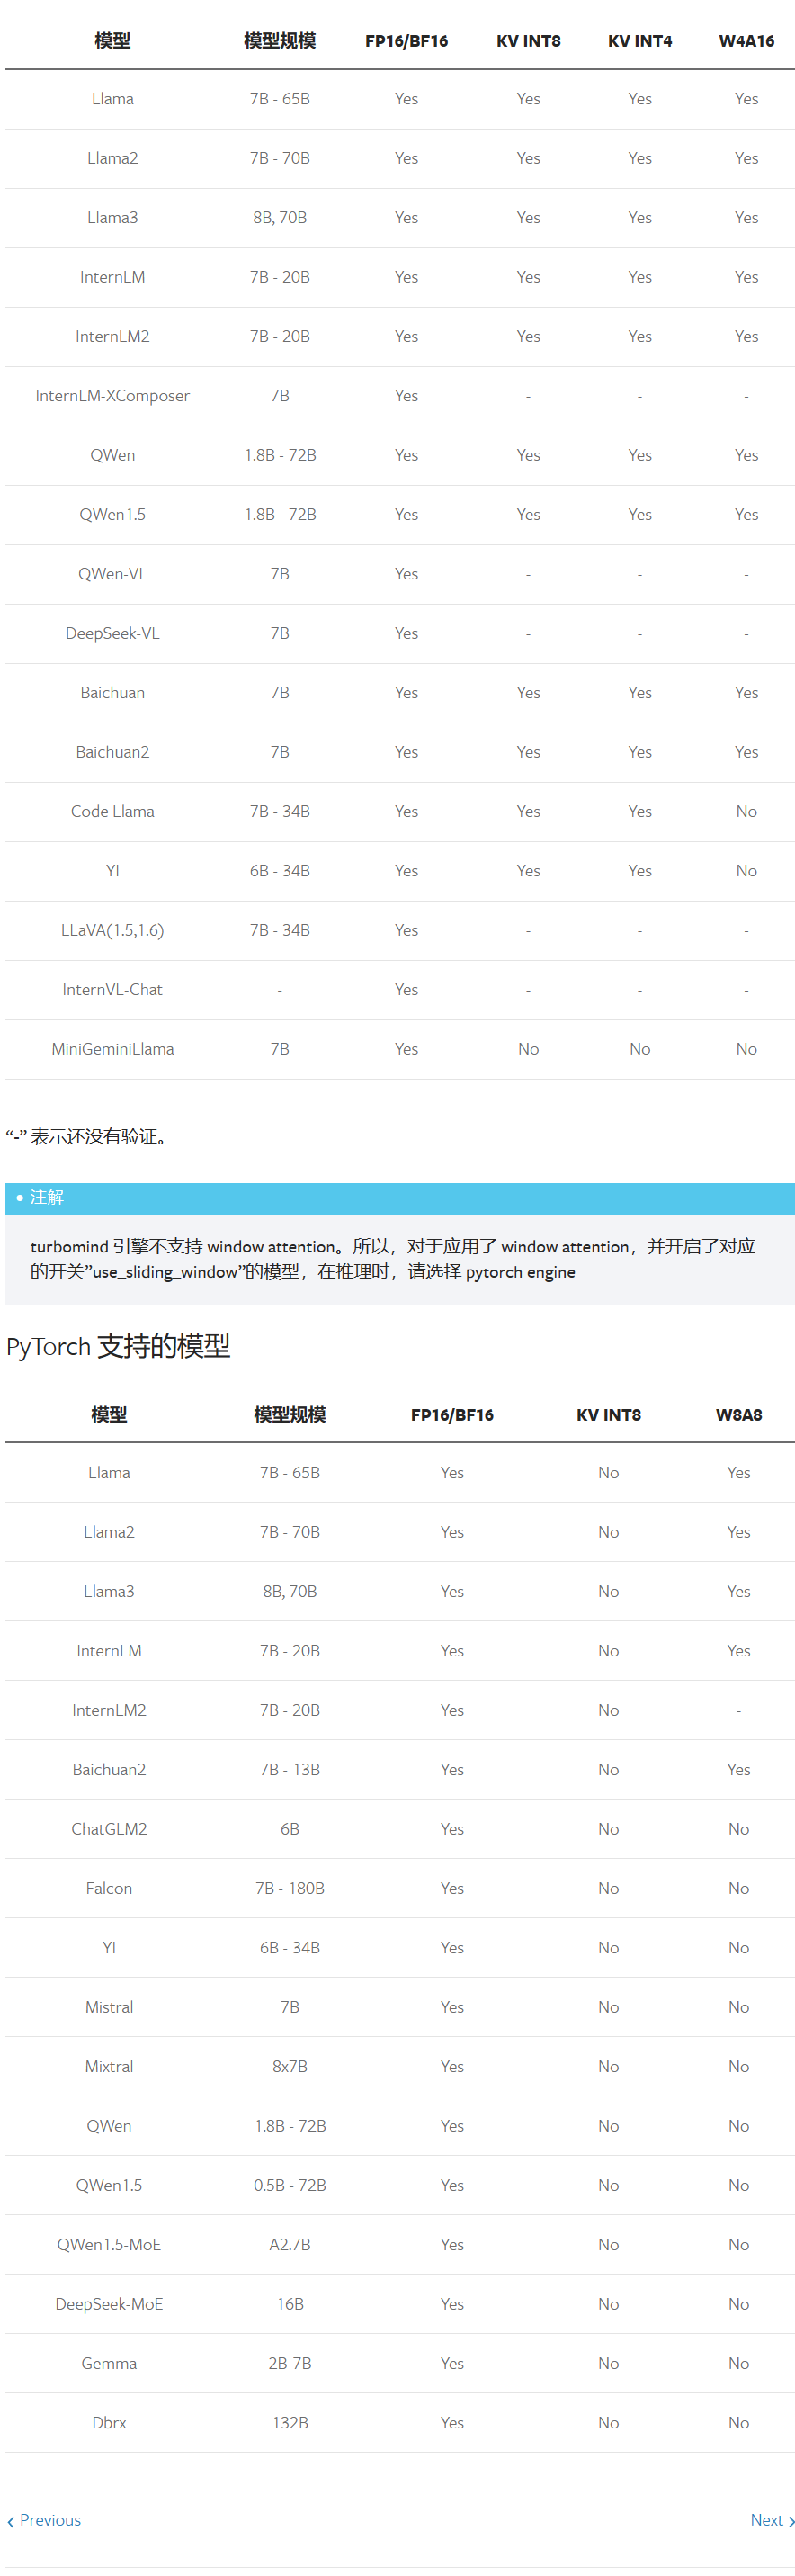 模型 模型规模 FP16/BF16 KV INT8 KV INT4 W4A16
Llama 7B - 65B Yes Yes Yes Yes
Llama2 7B - 70B Yes Yes Yes Yes
Llama3 8B, 70B Yes Yes Yes Yes
InternLM 7B - 20B Yes Yes Yes Yes
InternLM2 7B - 20B Yes Yes Yes Yes
InternLM-XComposer 7B Yes - - -
QWen 1.8B - 72B Yes Yes Yes Yes
QWen1.5 1.8B - 72B Yes Yes Yes Yes
QWen-VL 7B Yes - - -
DeepSeek-VL 7B Yes - - -
Baichuan 7B Yes Yes Yes Yes
Baichuan2 7B Yes Yes Yes Yes
Code Llama 7B - 34B Yes Yes Yes No
YI 6B - 34B Yes Yes Yes No
LLaVA(1.5,1.6) 7B - 34B Yes - - -
InternVL-Chat - Yes - - -
MiniGeminiLlama 7B Yes No No No
“-” 表示还没有验证。
注解
turbomind 引擎不支持 window attention。所以，对于应用了 window attention，并开启了对应
的开关”use_sliding_window”的模型，在推理时，请选择 pytorch engine
PyTorch 支持的模型
模型 模型规模 FP16/BF16 KV INT8 W8A8
Llama 7B - 65B Yes No Yes
Llama2 7B - 70B Yes No Yes
Llama3 8B, 70B Yes No Yes
InternLM 7B - 20B Yes No Yes
InternLM2 7B - 20B Yes No -
Baichuan2 7B - 13B Yes No Yes
ChatGLM2 6B Yes No No
Falcon 7B - 180B Yes No No
YI 6B - 34B Yes No No
Mistral 7B Yes No No
Mixtral 8x7B Yes No No
QWen 1.8B - 72B Yes No No
QWen1.5 0.5B - 72B Yes No No
QWen1.5-MoE A2.7B Yes No No
DeepSeek-MoE 16B Yes No No
Gemma 2B-7B Yes No No
Dbrx 132B Yes No No
Previous Next